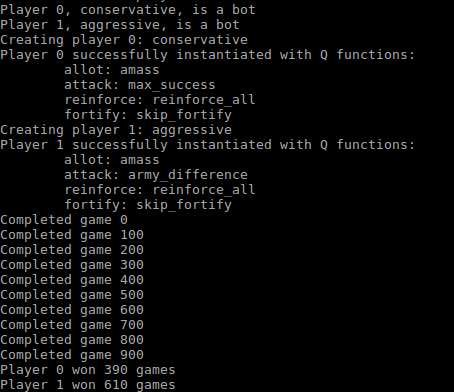 Player 0, conservative, is a bot
Player 1, aggressive, is a bot
Creating player 0: conservative
Player 0 successfully instantiated with Q functions:
        allot: amass
        attack: max_success
        reinforce: reinforce_all
        fortify: skip_fortify
Creating player 1: aggressive
Player 1 successfully instantiated with Q functions:
        allot: amass
        attack: army_difference
        reinforce: reinforce_all
        fortify: skip_fortify
Completed game 0
Completed game 100
Completed game 200
Completed game 300
Completed game 400
Completed game 500
Completed game 600
Completed game 700
Completed game 800
Completed game 900
Player 0 won 390 games
Player 1 won 610 games